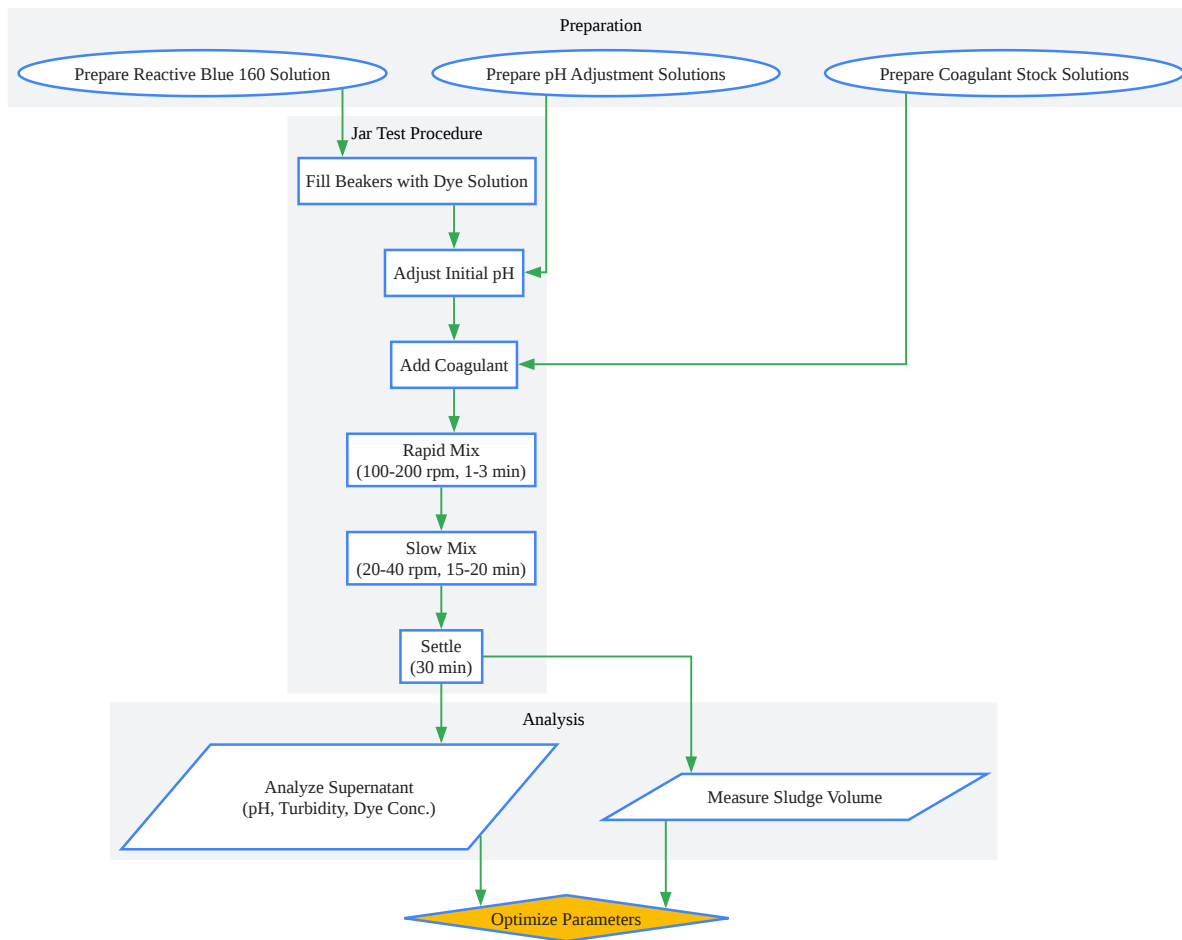 Preparation
Prepare Reactive Blue 160 Solution
Prepare pH Adjustment Solutions
Prepare Coagulant Stock Solutions
Jar Test Procedure
Fill Beakers with Dye Solution
Adjust Initial pH
Add Coagulant
Rapid Mix
(100-200 rpm, 1-3 min)
Slow Mix
(20-40 rpm, 15-20 min)
Settle
(30 min)
Analysis
Analyze Supernatant
(pH, Turbidity, Dye Conc.)
Measure Sludge Volume
Optimize Parameters